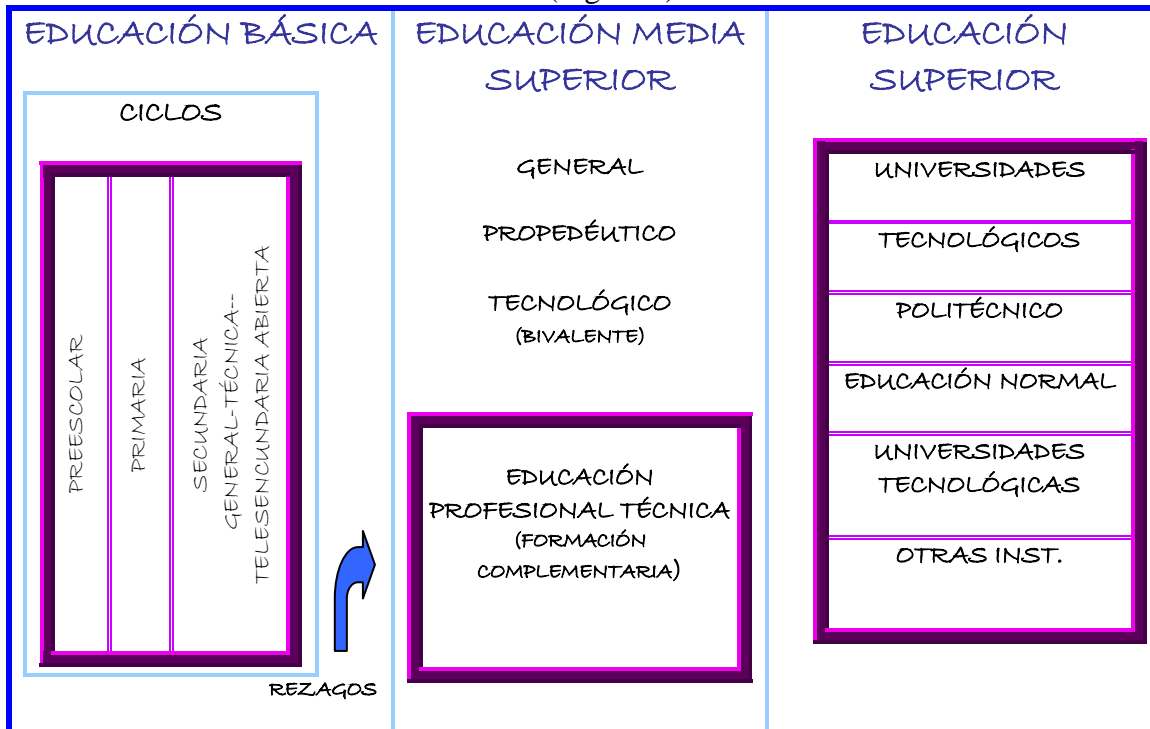 EDUCACIÓN BÁSICA
CICLOS
PREESCOLAR
PRIMARIA
SECUNDARIA
GENERAL-TÉCNICA--
TELESENCUNDARIA ABIERTA
REZAGOS
EDUCACIÓN MEDIA
SUPERIOR
GENERAL
PROPEDÉUTICO
TECNOLÓGICO
(BIVALENTE)
EDUCACIÓN
PROFESIONAL TÉCNICA
(FORMACIÓN
COMPLEMENTARIA)
EDUCACIÓN
SUPERIOR
UNIVERSIDADES
TECNOLÓGICOS
POLITÉCNICO
EDUCACIÓN NORMAL
UNIVERSIDADES
TECNOLÓGICAS
OTRAS INST.